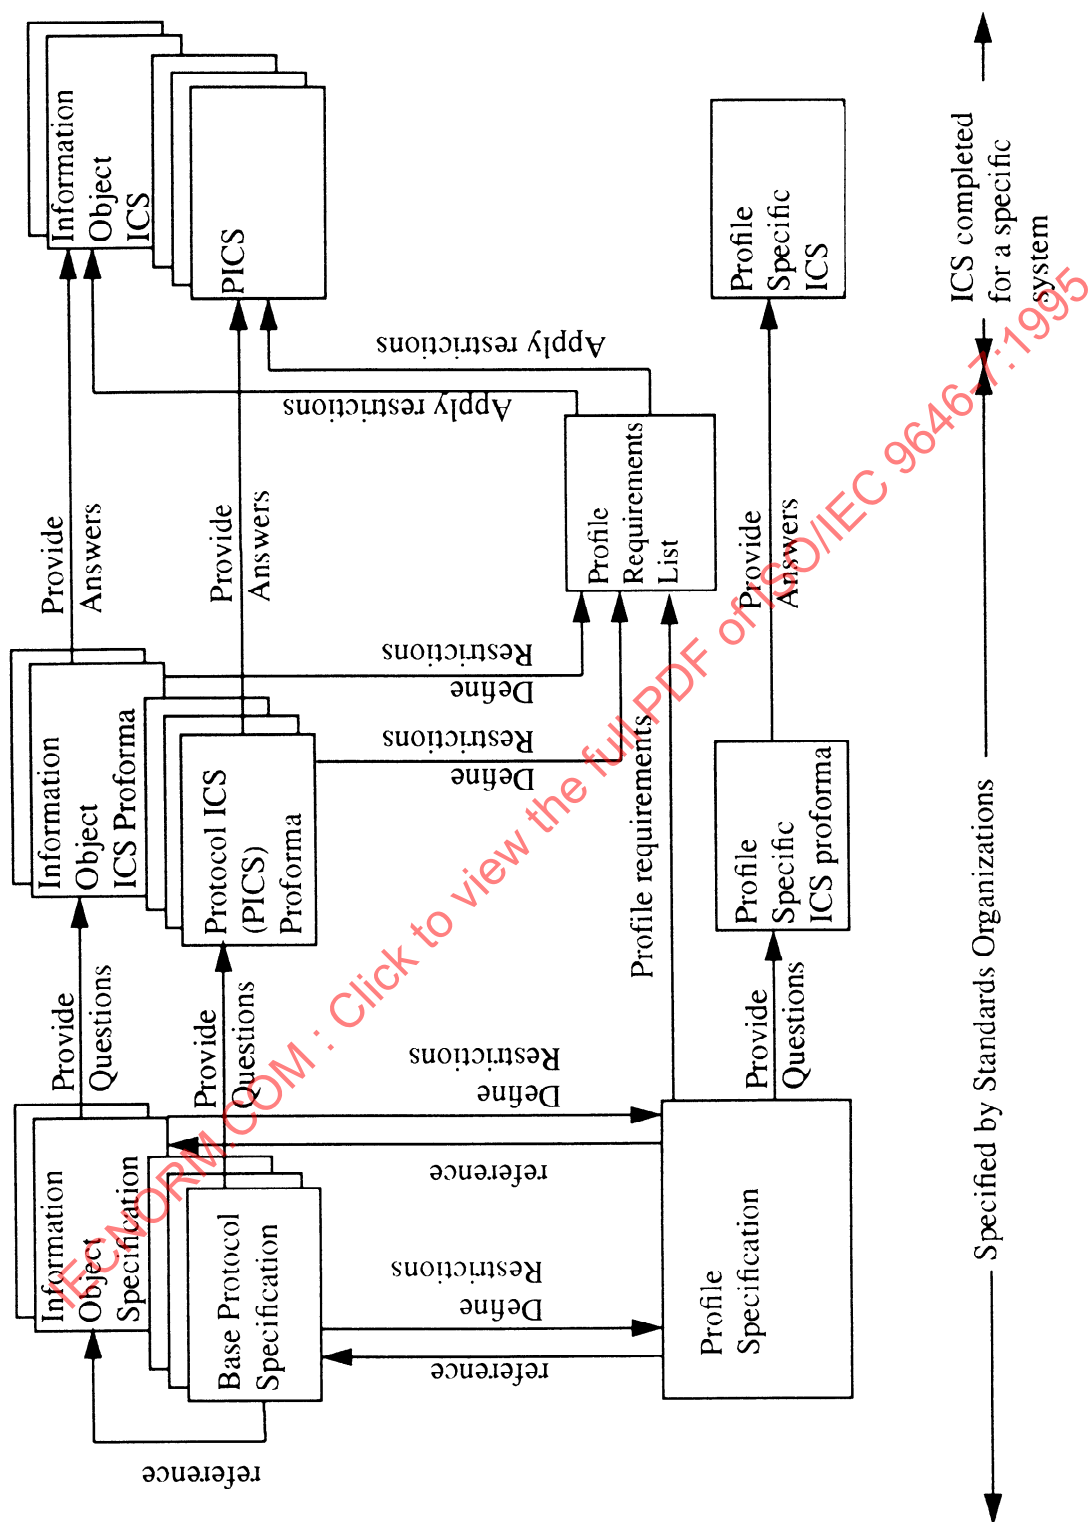 Information
Object
Specification
Provide
Questions
Information
Object
ICS Proforma
Provide
Answers
Information
Object
ICS
reference
Base Protocol
Specification
Provide
Questions
Protocol ICS
(PICS)
Proforma
Provide
Answers
PICS
reference
Define
Restrictions
reference
Define
Restrictions
Define
Restrictions
Define
Restrictions
Apply restrictions
Apply restrictions
Profile requirements
Profile
Requirements
List
Profile
Specification
Provide
Questions
Profile
Specific
ICS proforma
Provide
Answers
Profile
Specific
ICS
Specified by Standards Organizations
ICS completed
for a specific
system
IECNORM.COM : Click to view the full PDF of ISO/IEC 9646-7:1995